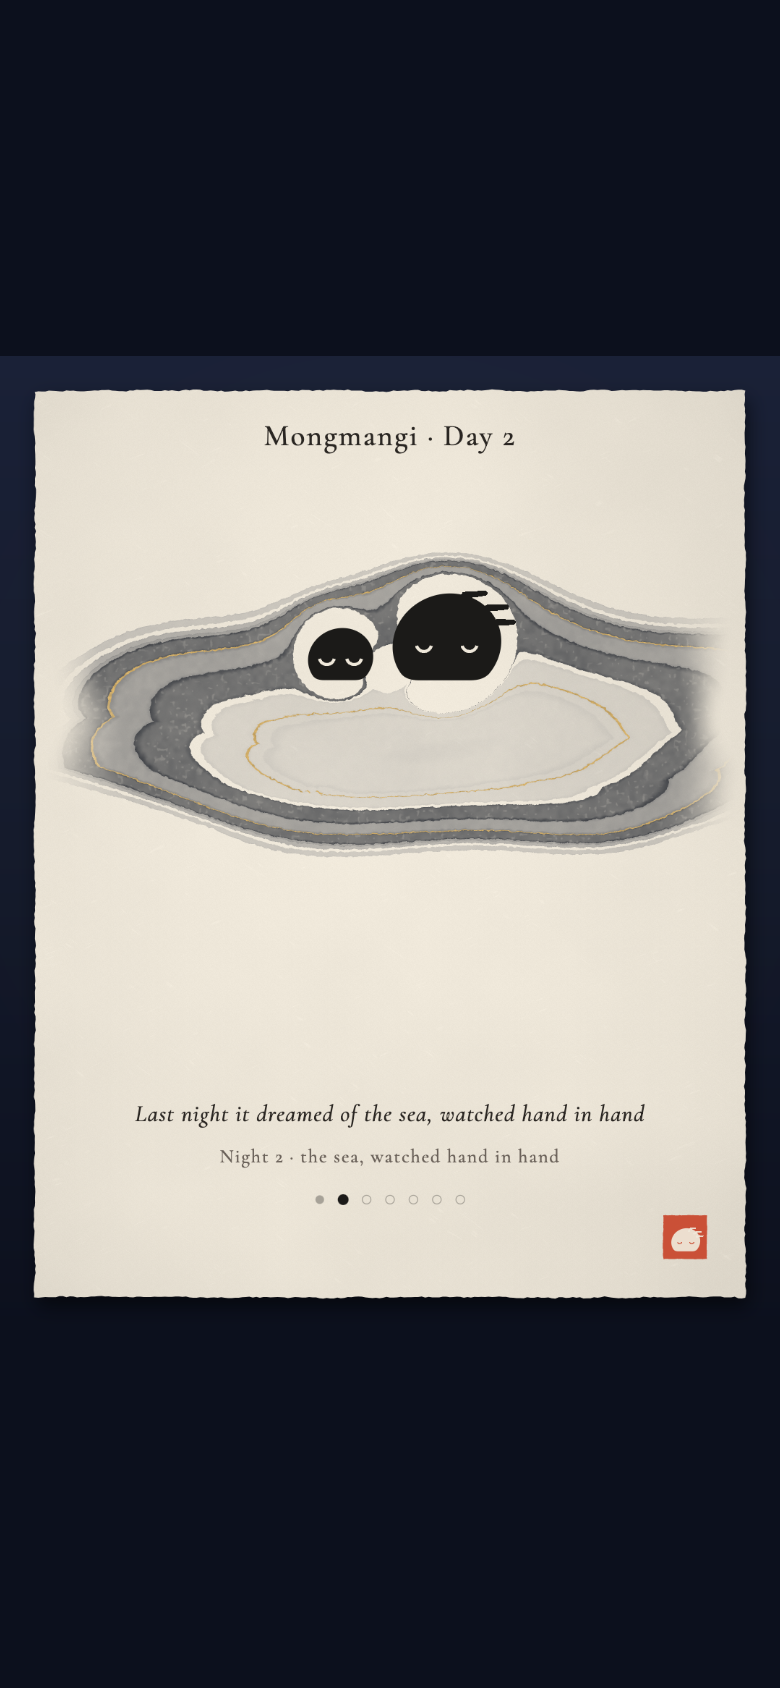 Mongmangi · Day 2
Last night it dreamed of the sea, watched hand in hand
Night 2 · the sea, watched hand in hand